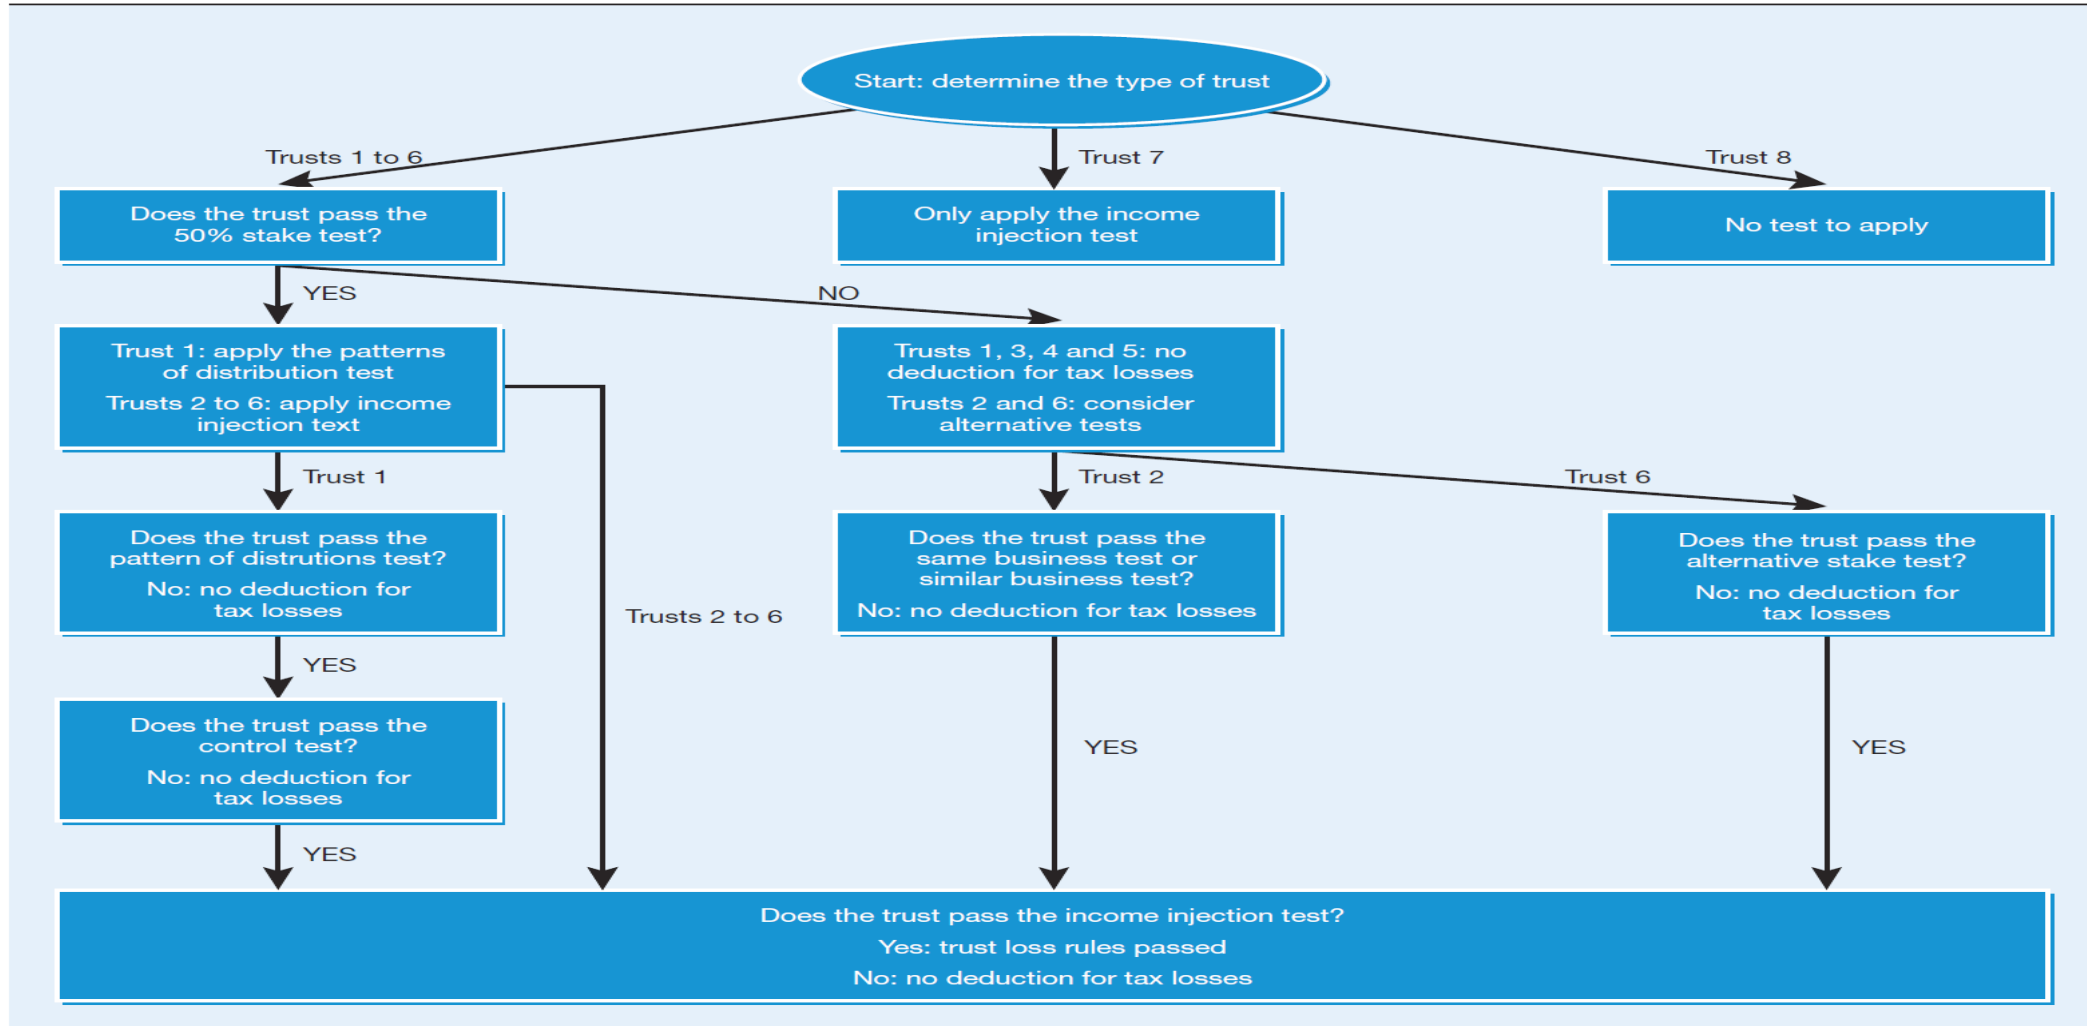 Start: determine the type of trust
Trusts 1 to 6
Trust 7
Trust 8
Does the trust pass the
50% stake test?
Only apply the income
injection test
No test to apply
YES
NO
Trust 1: apply the patterns
of distribution test
Trusts 2 to 6: apply income
injection text
Trusts 1, 3, 4 and 5: no
deduction for tax losses
Trusts 2 and 6: consider
alternative tests
Trust 1
Trust 2
Trust 6
Does the trust pass the
pattern of distrutions test?
No: no deduction for
tax losses
Trusts 2 to 6
Does the trust pass the
same business test or
similar business test?
No: no deduction for tax losses
Does the trust pass the
alternative stake test?
No: no deduction for
tax losses
YES
Does the trust pass the
control test?
No: no deduction for
tax losses
YES
YES
YES
Does the trust pass the income injection test?
Yes: trust loss rules passed
No: no deduction for tax losses